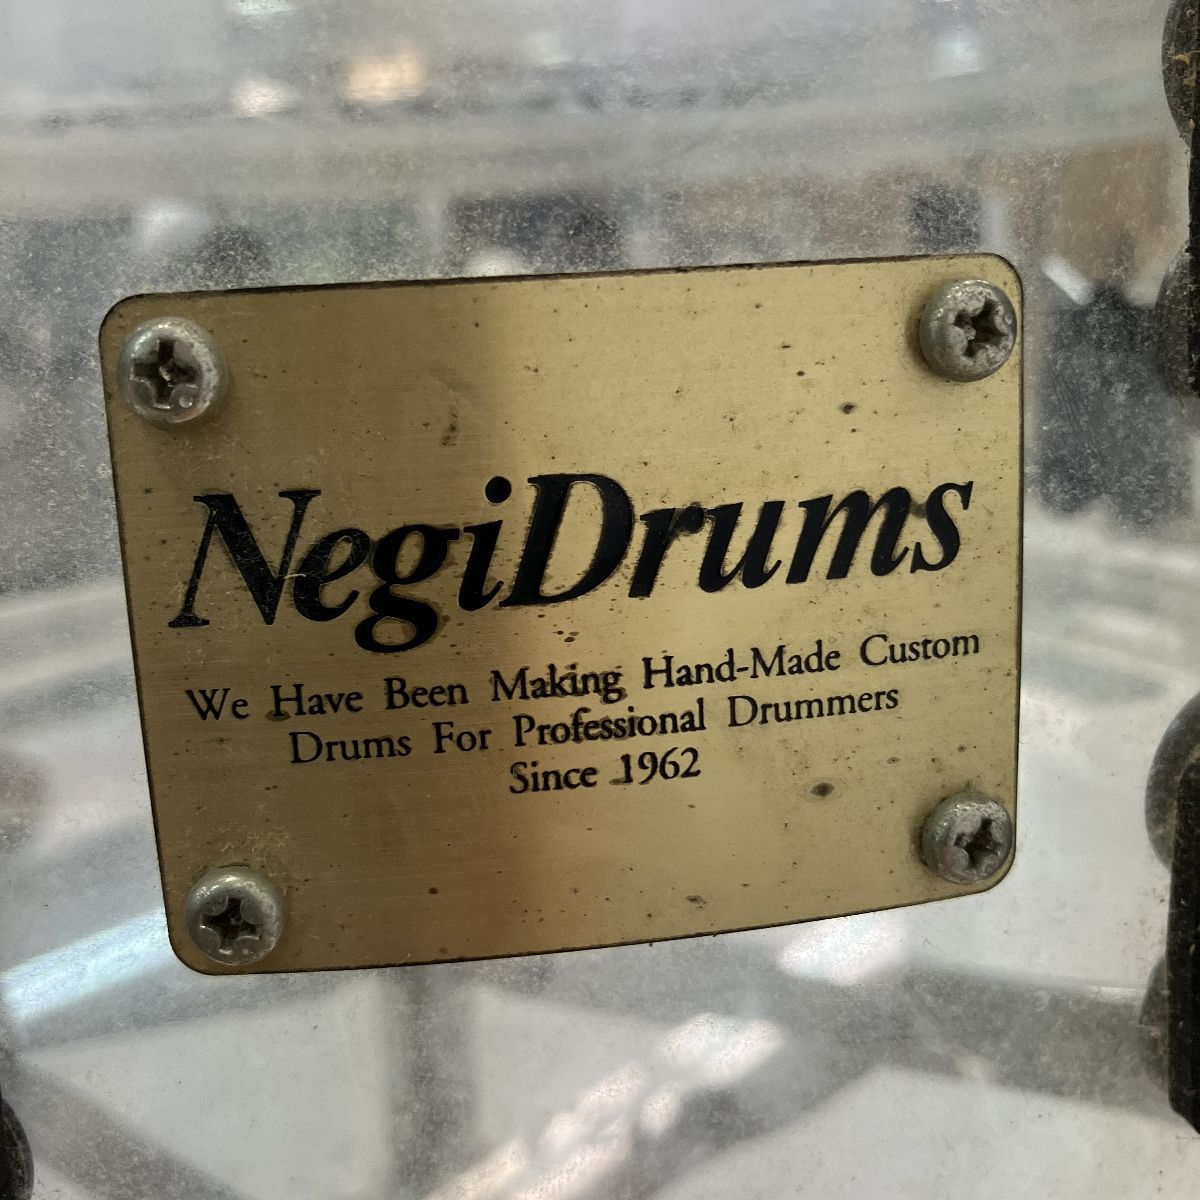 NegiDrums
We Have Been Making Hand-Made Custom
Drums For Professional Drummers
Since 1962